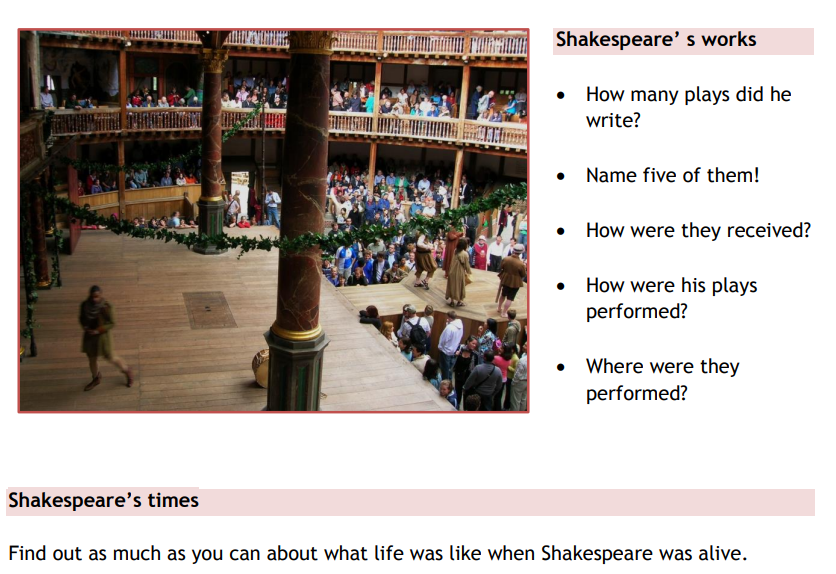 Shakespeare’ s works
• How many plays did he
write?
• Name five of them!
• How were they received?
• How were his plays
performed?
• Where were they
performed?
Shakespeare’s times
Find out as much as you can about what life was like when Shakespeare was alive.